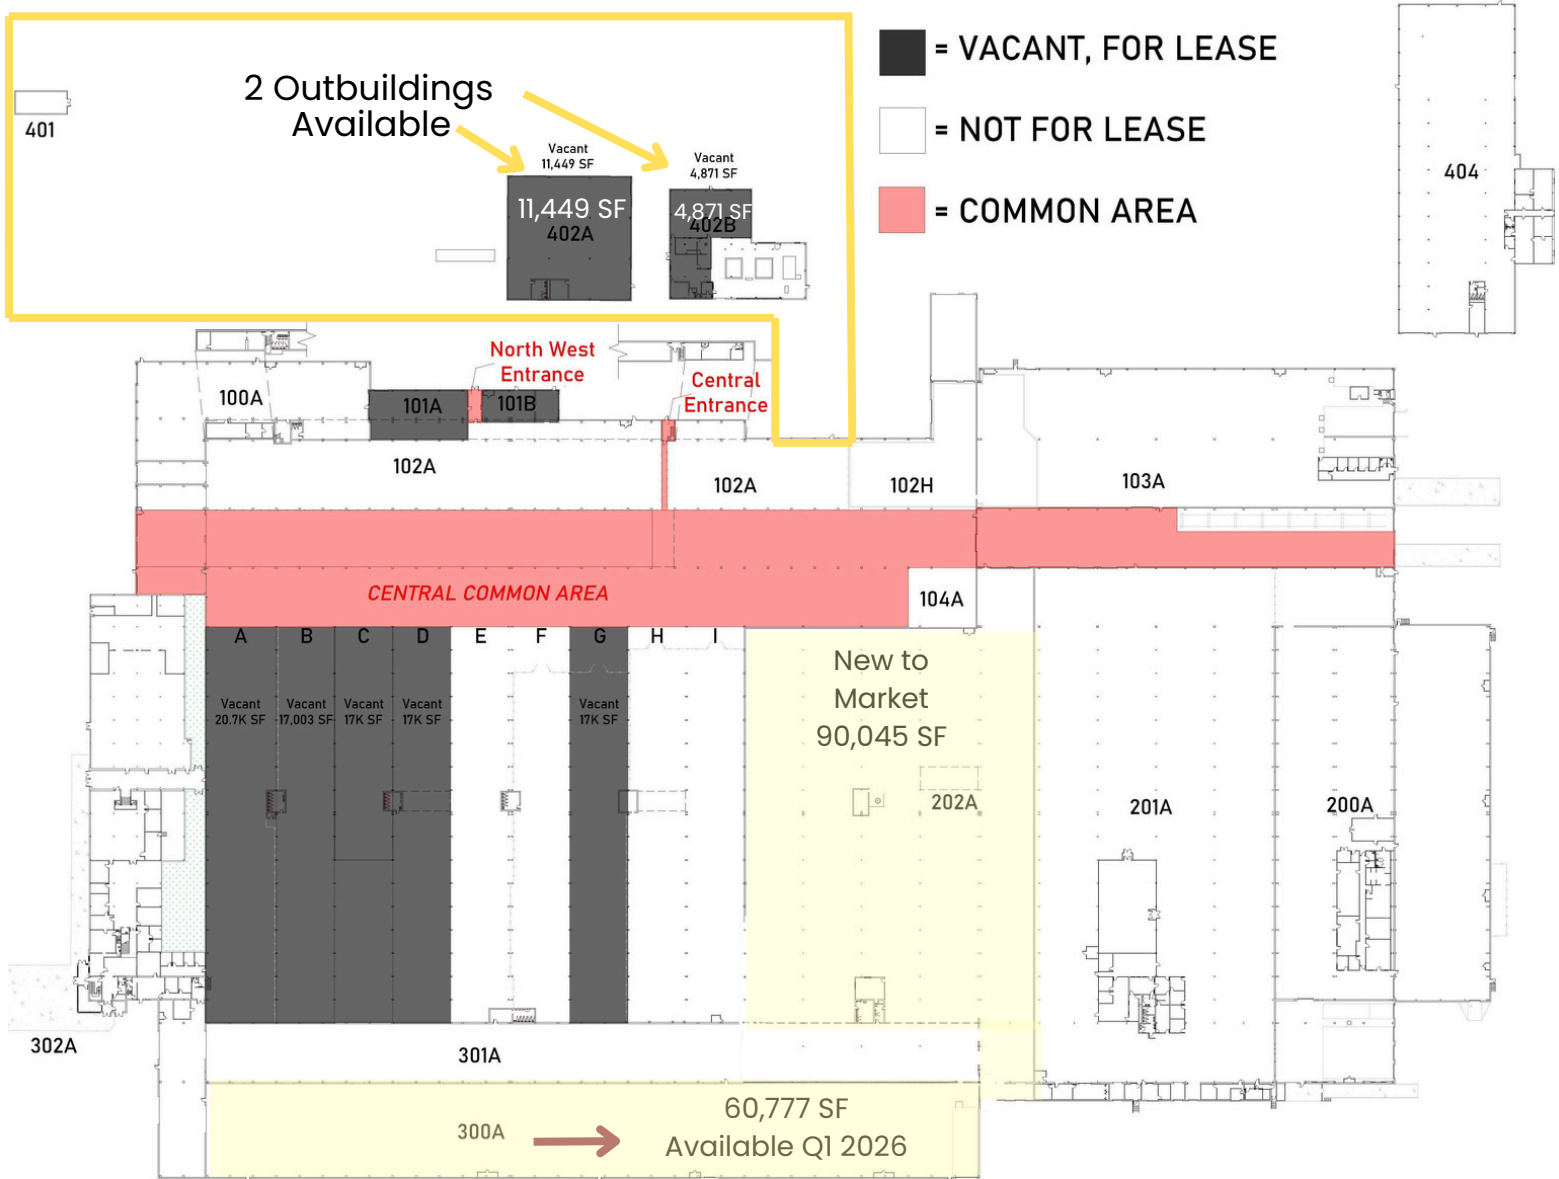 = VACANT, FOR LEASE
= NOT FOR LEASE
= COMMON AREA
2 Outbuildings
Available
401
Vacant
11,449 SF
11,449 SF
402A
Vacant
4,871 SF
4,871 SF
402B
404
North West
Entrance
Central
Entrance
100A
101A
101B
102A
102A
102H
103A
CENTRAL COMMON AREA
104A
A
B
C
D
E
F
G
H
I
Vacant
20.7K SF
Vacant
17,003 SF
Vacant
17K SF
Vacant
17K SF
Vacant
17K SF
New to
Market
90,045 SF
202A
201A
200A
302A
301A
300A
60,777 SF
Available Q1 2026